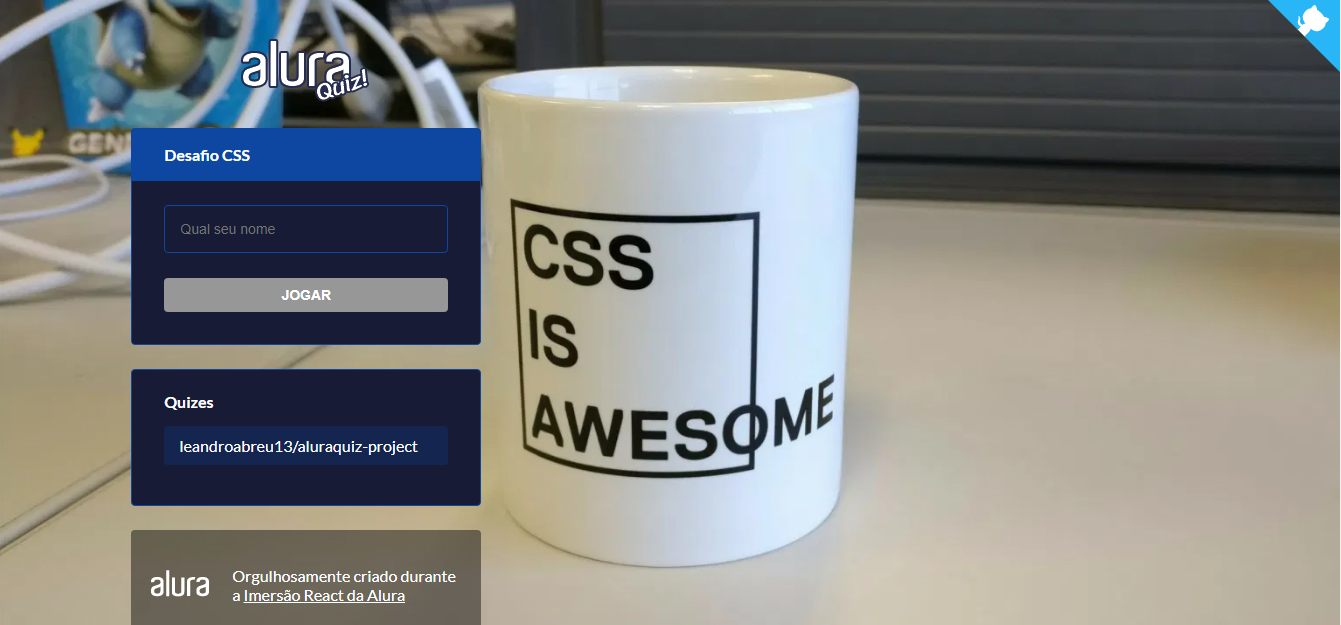 alura
Quiz!
GEN
Desafio CSS
Qual seu nome
JOGAR
Quizes
leandroabreu13/aluraquiz-project
alura
Orgulhosamente criado durante
a Imersão React da Alura
CSS
IS
AWESOME